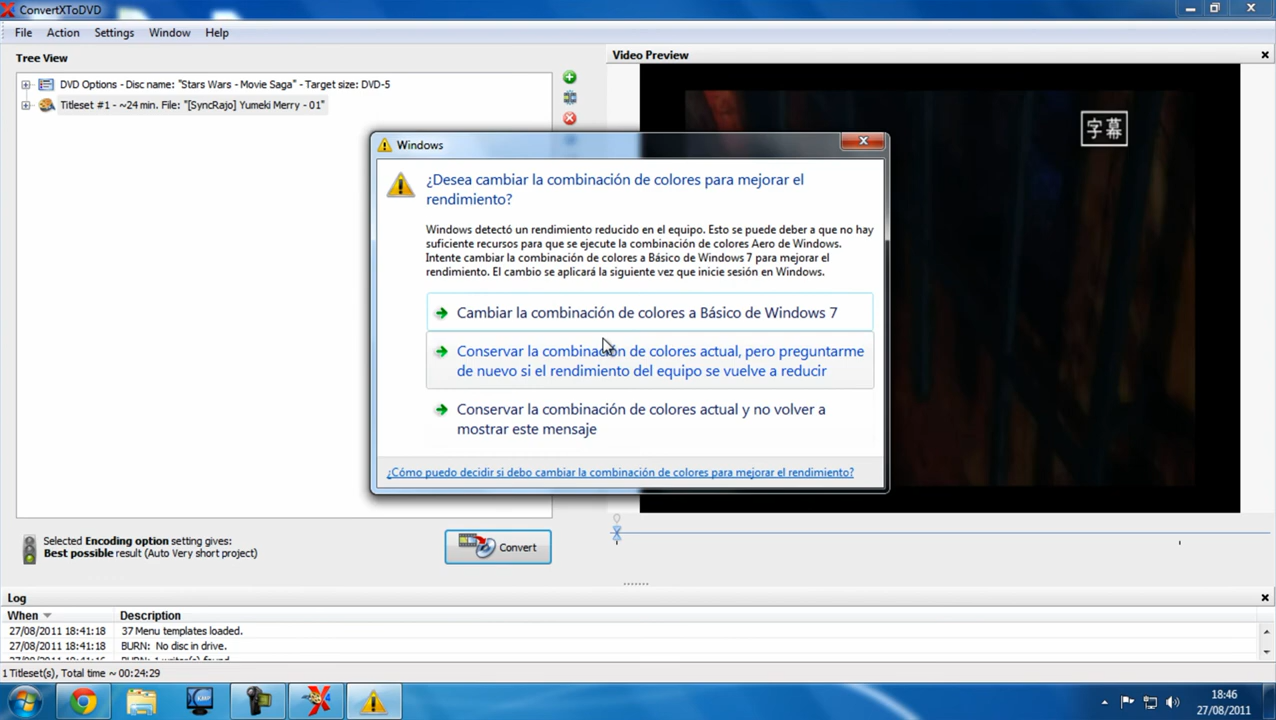 ConvertXToDVD
File Action Settings Window Help
Tree View
DVD Options - Disc name: "Stars Wars - Movie Saga" - Target size: DVD-5
Titleset #1 - ~24 min. File: "[SyncRajo] Yumeki Merry - 01"
Video Preview
字幕
Windows
¿Desea cambiar la combinación de colores para mejorar el
rendimiento?
Windows detectó un rendimiento reducido en el equipo. Esto se puede deber a que no hay
suficiente recursos para que se ejecute la combinación de colores Aero de Windows.
Intente cambiar la combinación de colores a Básico de Windows 7 para mejorar el
rendimiento. El cambio se aplicará la siguiente vez que inicie sesión en Windows.
Cambiar la combinación de colores a Básico de Windows 7
Conservar la combinación de colores actual, pero preguntarme
de nuevo si el rendimiento del equipo se vuelve a reducir
Conservar la combinación de colores actual y no volver a
mostrar este mensaje
¿Cómo puedo decidir si debo cambiar la combinación de colores para mejorar el rendimiento?
Selected Encoding option setting gives:
Best possible result (Auto Very short project)
Convert
Log
When Description
27/08/2011 18:41:18 37 Menu templates loaded.
27/08/2011 18:41:18 BURN: No disc in drive.
1 Titleset(s), Total time ~ 00:24:29
18:46
27/08/2011